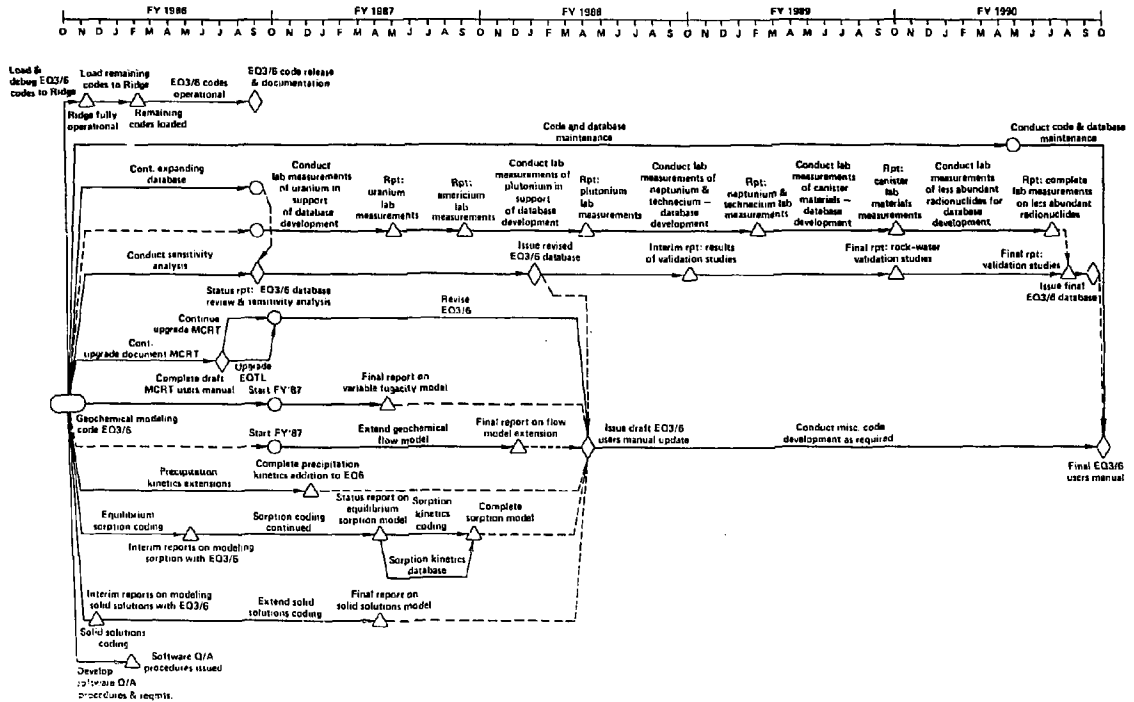 FY 1986
FY 1987
FY 1988
FY 1989
FY 1990
O N D J F M A M J J A S O N D J F M A M J J A S O N D J F M A M J J A S O N D J F M A M J J A S O N D J F M A M J J A S O
Load &
debug EQ3/6
codes to Ridge
Load remaining
codes to Ridge
EQ3/6 codes
operational
EQ3/6 code release
& documentation
Ridge fully
operational
Remaining
codes loaded
Code and database
maintenance
Conduct code & database
maintenance
Cont. expanding
database
Conduct
lab measurements
of uranium in
support
of database
development
Rpt:
uranium
lab
measurements
Rpt:
americium
lab
measurements
Conduct lab
measurements of
plutonium in
support
of database
development
Rpt:
plutonium
lab
measurements
Conduct lab
measurements of
neptunium &
technecium –
database
development
Rpt:
neptunium &
technecium lab
measurements
Conduct lab
measurements
of canister
materials –
database
development
Rpt:
canister
lab
materials
measurements
Conduct lab
measurements
of less abundant
radionuclides for
database
development
Rpt: complete
lab measurements
on less abundant
radionuclides
Conduct sensitivity
analysis
Status rpt: EQ3/6 database
review & sensitivity analysis
Issue revised
EQ3/6 database
Interim rpt: results
of validation studies
Final rpt: rock-water
validation studies
Final rpt:
validation studies
Issue final
EQ3/6 database
Continue
upgrade MCRT
Revise
EQ3/6
Cont.
upgrade document MCRT
Upgrade
EQTL
Complete draft
MCRT users manual
Start FY'87
Final report on
variable fugacity model
Geochemical modeling
code EQ3/6
Start FY'87
Extend geochemical
flow model
Final report on flow
model extension
Issue draft EQ3/6
users manual update
Conduct misc. code
development as required
Final EQ3/6
users manual
Precipitation
kinetics extensions
Complete precipitation
kinetics addition to EQ6
Equilibrium
sorption coding
Interim reports on modeling
sorption with EQ3/6
Sorption coding
continued
Status report on
equilibrium
sorption model
Sorption
kinetics
coding
Complete
sorption model
Sorption kinetics
database
Interim reports on modeling
solid solutions with EQ3/6
Extend solid
solutions coding
Final report on
solid solutions model
Solid solutions
coding
Software Q/A
procedures issued
Develop
software Q/A
procedures & reqmts.